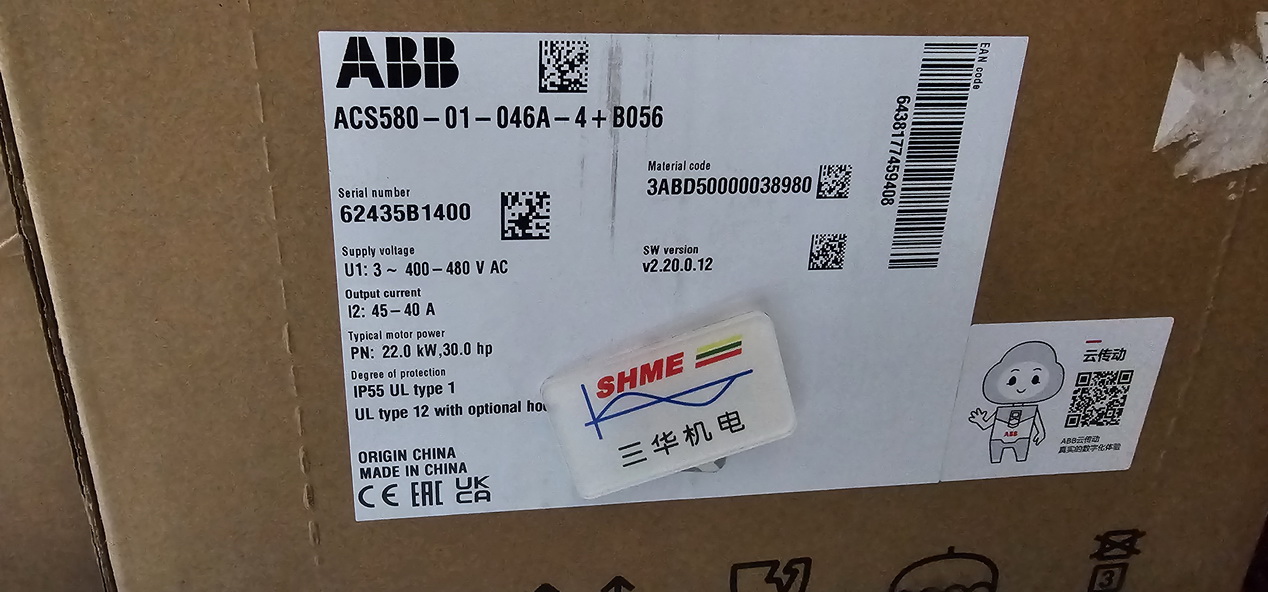 ABB
ACS580-01-046A-4+B056
Serial number
62435B1400
Material code
3ABD50000038980
Supply voltage
U1: 3~ 400-480 V AC
SW version
v2.20.0.12
Output current
I2: 45-40 A
Typical motor power
PN: 22.0 kW,30.0 hp
Degree of protection
IP55 UL type 1
UL type 12 with optional
ORIGIN CHINA
MADE IN CHINA
CE EAC UKCA
EAN code
6438177459408
SHME
三华机电
云传动
ABB
ABB云传动
真实的数字化体验
3